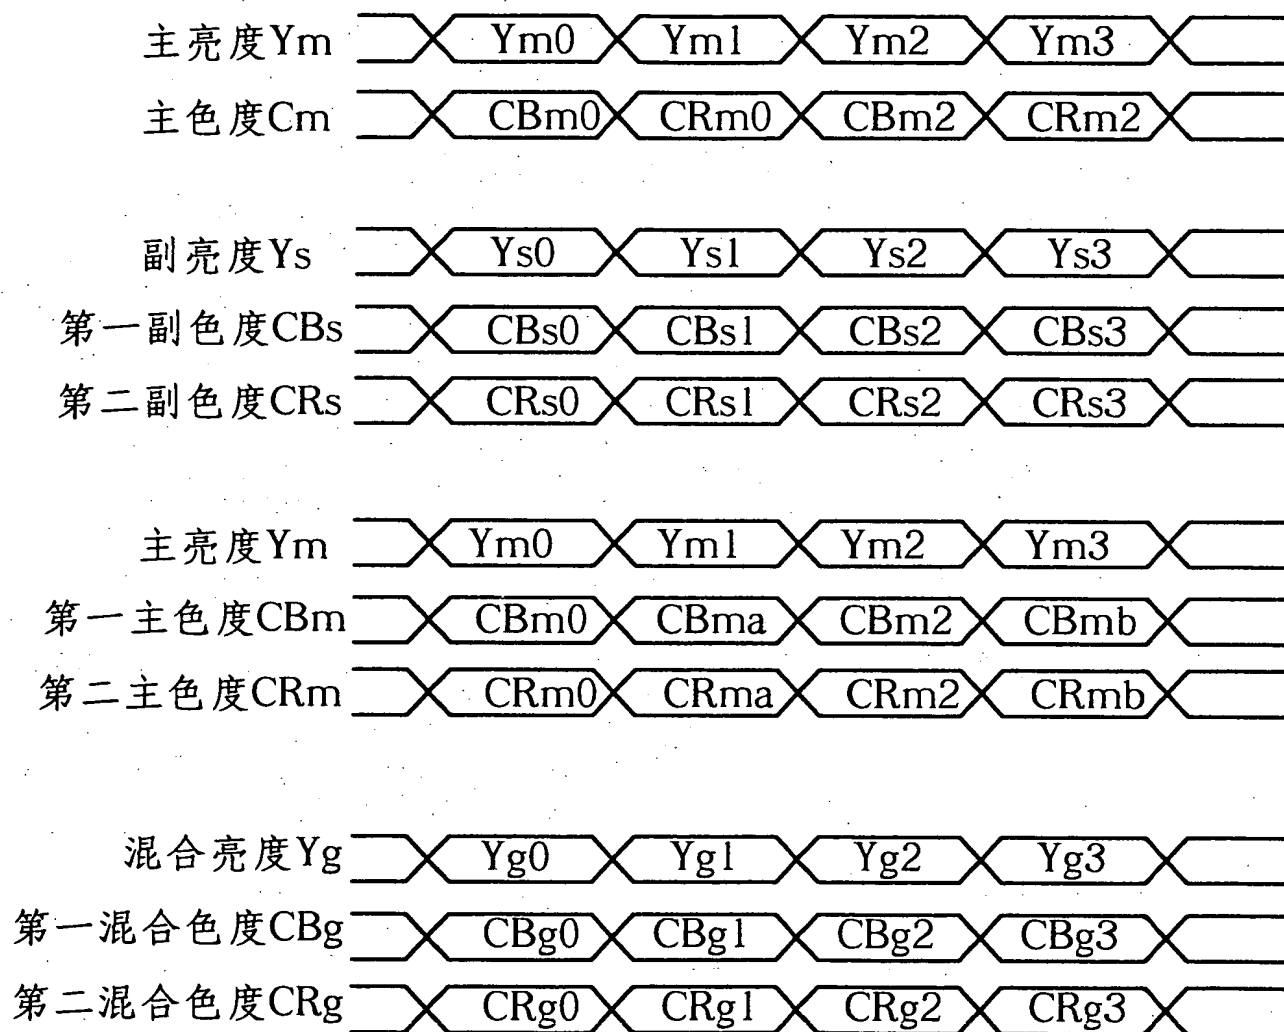 主亮度Ym Ym0 Ym1 Ym2 Ym3
主色度Cm CBm0 CRm0 CBm2 CRm2
副亮度Ys Ys0 Ys1 Ys2 Ys3
第一副色度CBs CBs0 CBs1 CBs2 CBs3
第二副色度CRs CRs0 CRs1 CRs2 CRs3
主亮度Ym Ym0 Ym1 Ym2 Ym3
第一主色度CBm CBm0 CBma CBm2 CBmb
第二主色度CRm CRm0 CRma CRm2 CRmb
混合亮度Yg Yg0 Yg1 Yg2 Yg3
第一混合色度CBg CBg0 CBg1 CBg2 CBg3
第二混合色度CRg CRg0 CRg1 CRg2 CRg3